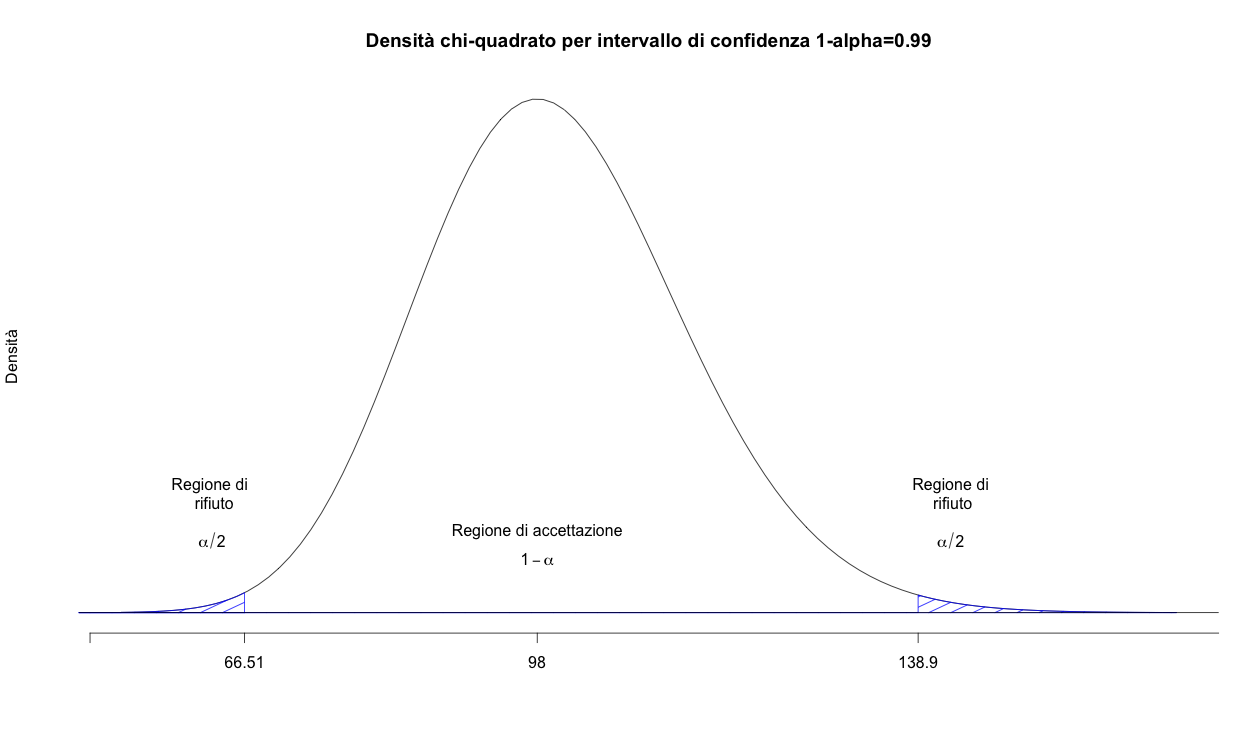 Densità chi-quadrato per intervallo di confidenza 1-alpha=0.99
Densità
Regione di
rifiuto
α/2
Regione di accettazione
1 − α
Regione di
rifiuto
α/2
66.51
98
138.9